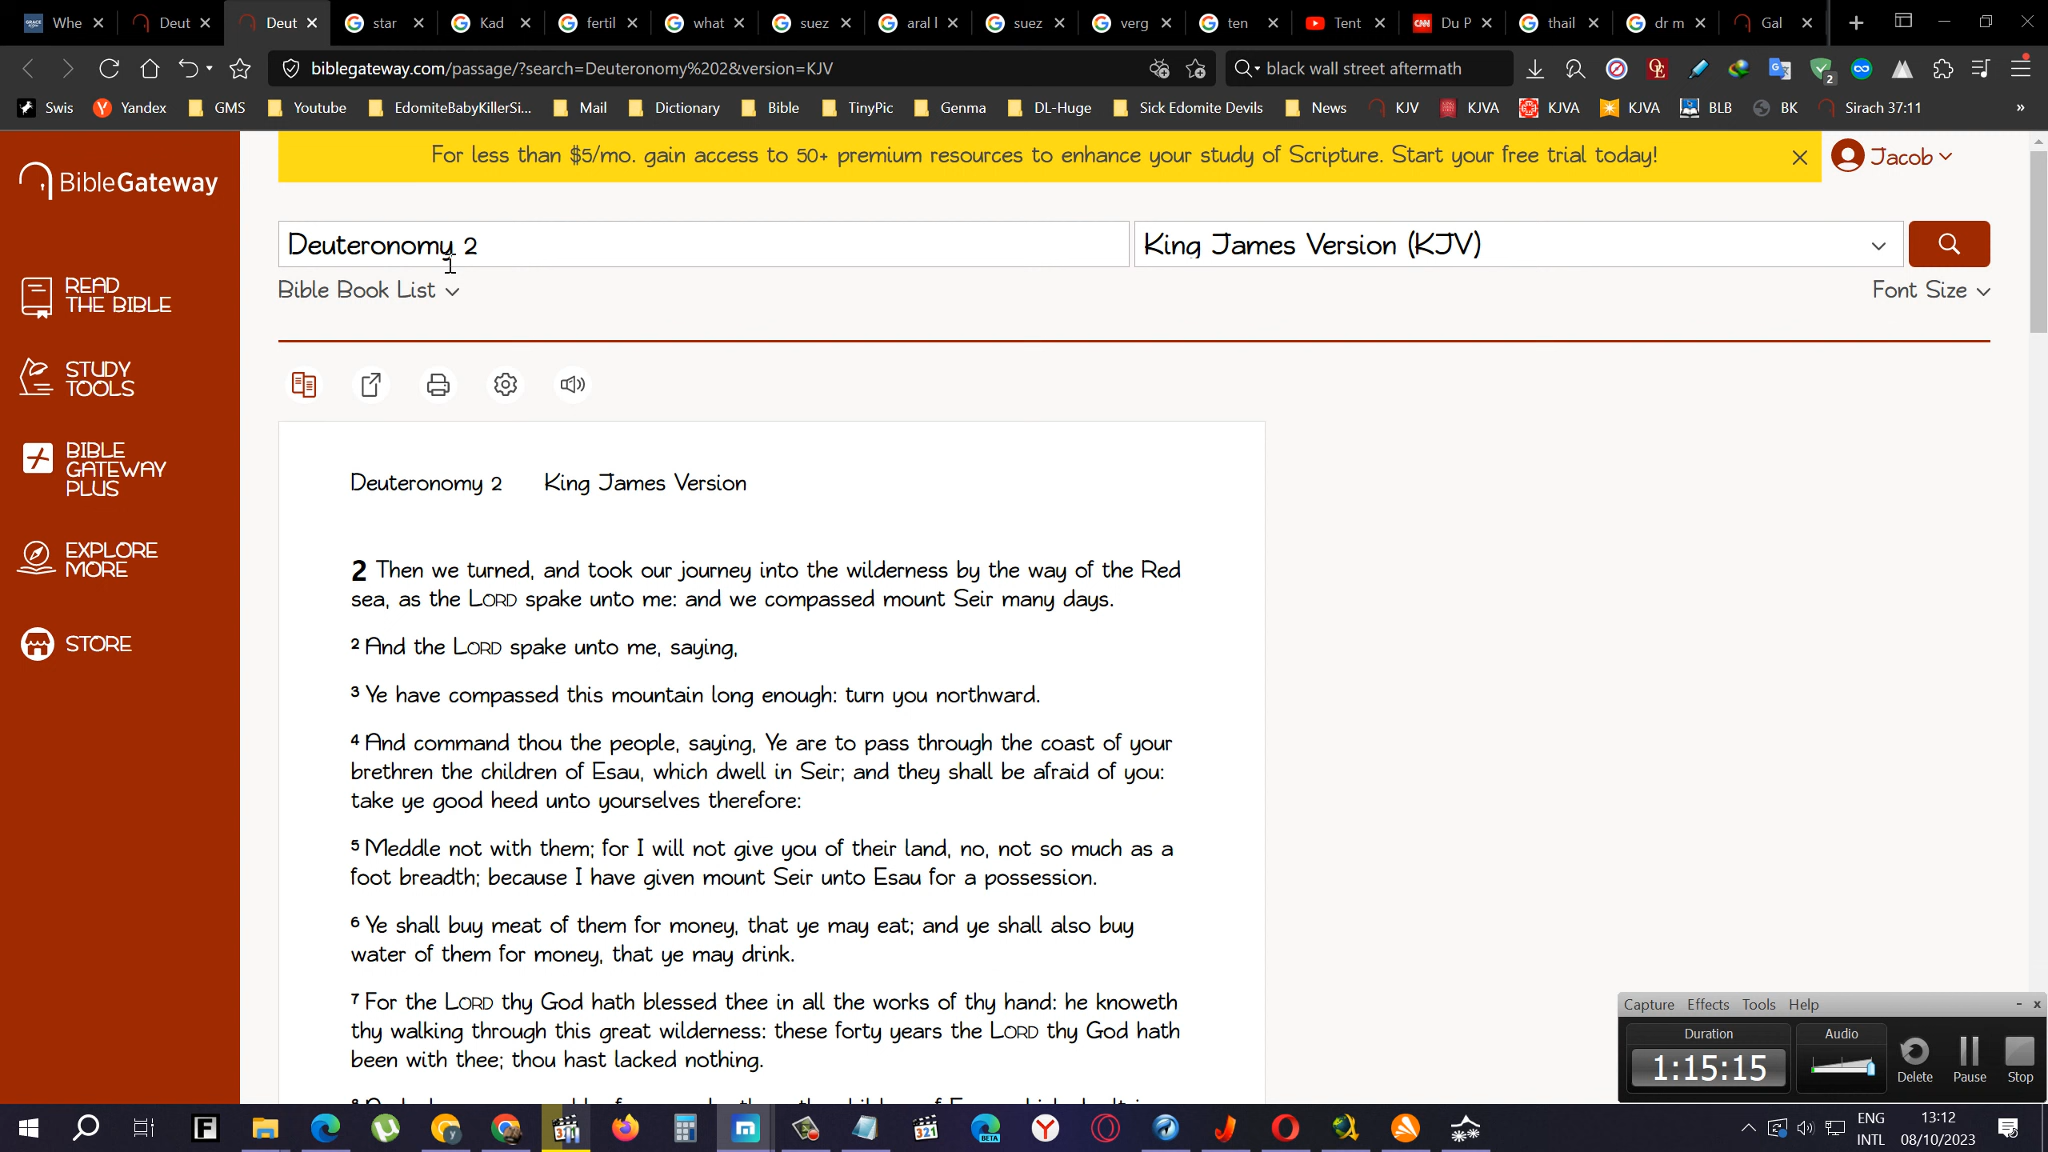 Whe Deut Deut star Kad fertil what suez aral l suez verg ten Tent Du P thail dr m Gal
biblegateway.com/passage/?search=Deuteronomy%202&version=KJV black wall street aftermath
Swis Yandex GMS Youtube EdomiteBabyKillerSi... Mail Dictionary Bible TinyPic Genma DL-Huge Sick Edomite Devils News KJV KJVA KJVA KJVA BLB BK Sirach 37:11 »
For less than $5/mo. gain access to 50+ premium resources to enhance your study of Scripture. Start your free trial today!
Jacob
BibleGateway
Deuteronomy 2 King James Version (KJV)
Bible Book List Font Size
READ
THE BIBLE
STUDY
TOOLS
BIBLE
GATEWAY
PLUS
EXPLORE
MORE
STORE
Deuteronomy 2 King James Version
2 Then we turned, and took our journey into the wilderness by the way of the Red
sea, as the LORD spake unto me: and we compassed mount Seir many days.
2 And the LORD spake unto me, saying,
3 Ye have compassed this mountain long enough: turn you northward.
4 And command thou the people, saying, Ye are to pass through the coast of your
brethren the children of Esau, which dwell in Seir; and they shall be afraid of you:
take ye good heed unto yourselves therefore:
5 Meddle not with them; for I will not give you of their land, no, not so much as a
foot breadth; because I have given mount Seir unto Esau for a possession.
6 Ye shall buy meat of them for money, that ye may eat; and ye shall also buy
water of them for money, that ye may drink.
7 For the LORD thy God hath blessed thee in all the works of thy hand: he knoweth
thy walking through this great wilderness: these forty years the LORD thy God hath
been with thee; thou hast lacked nothing.
Capture Effects Tools Help
Duration Audio
1:15:15
Delete Pause Stop
ENG
INTL
13:12
08/10/2023